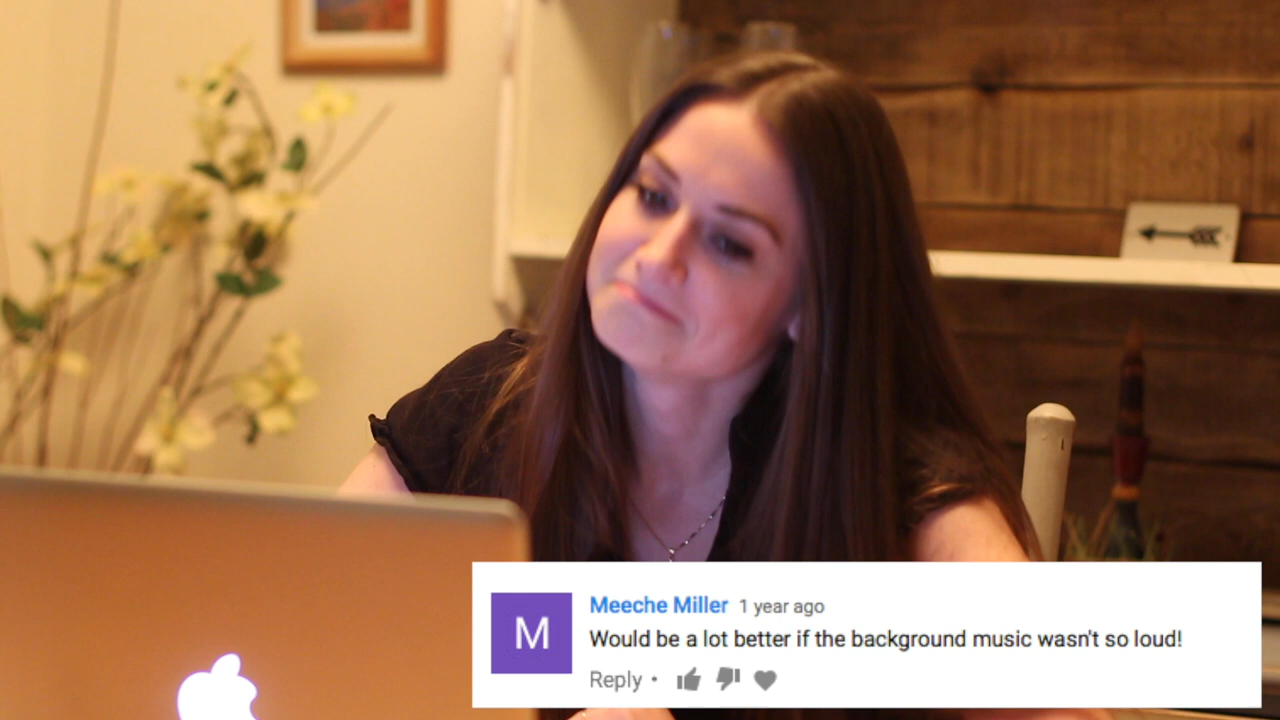 M
Meeche Miller 1 year ago
Would be a lot better if the background music wasn't so loud!
Reply •